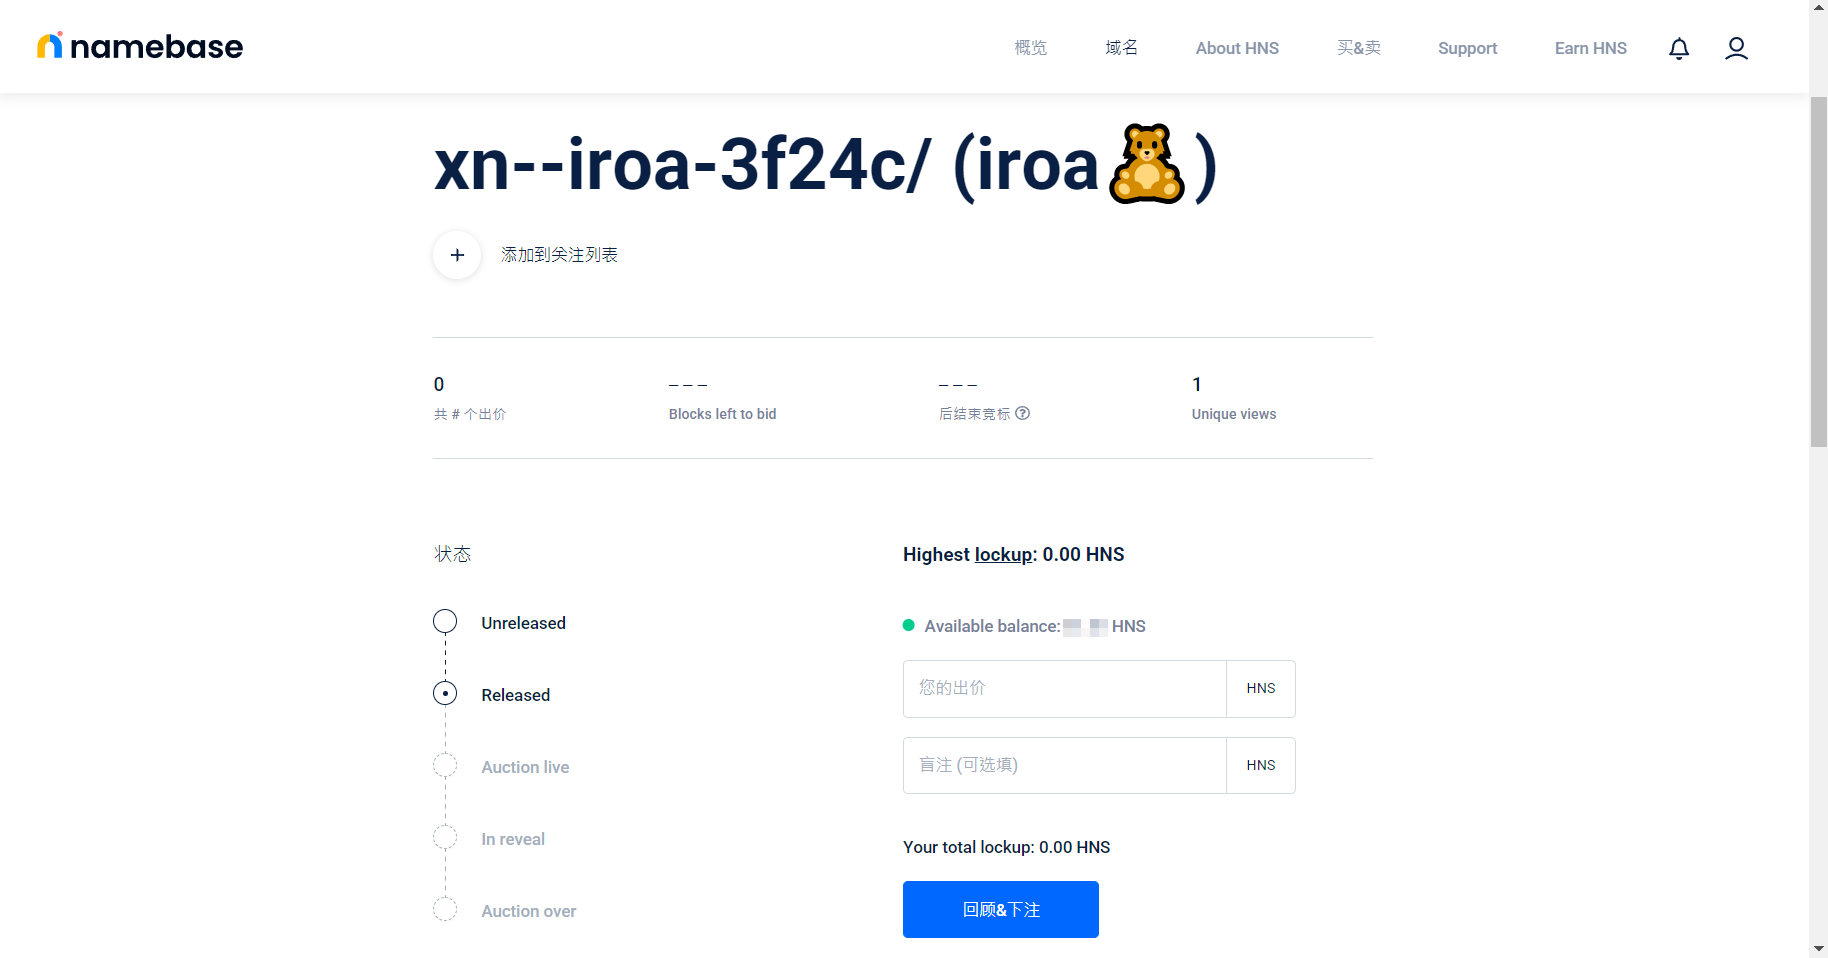 namebase
概览 域名 About HNS 买&卖 Support Earn HNS
xn--iroa-3f24c/ (iroa🧸)
+ 添加到关注列表
0 – – – – – – 1
共 # 个出价 Blocks left to bid 后结束竞标 ? Unique views
状态 Highest lockup: 0.00 HNS
Unreleased Available balance: HNS
Released 您的出价 HNS
Auction live 盲注 (可选填) HNS
In reveal Your total lockup: 0.00 HNS
Auction over 回顾&下注